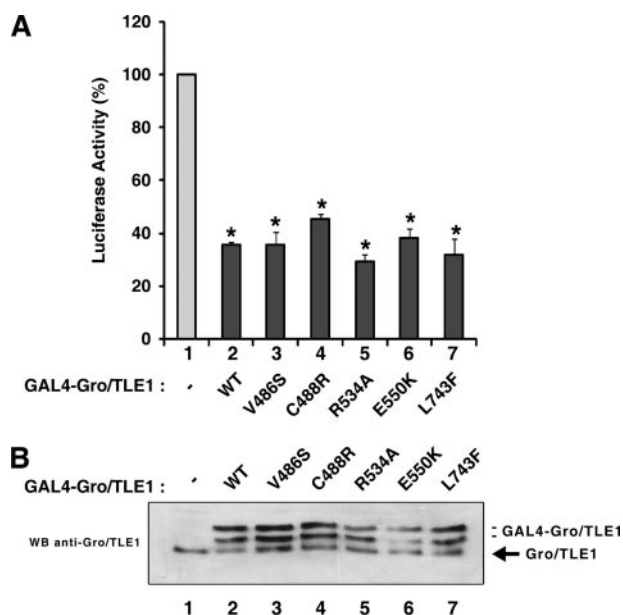 A
Luciferase Activity (%)
120
100
80
60
40
20
0
* * * * * *
1 2 3 4 5 6 7
GAL4-Gro/TLE1 : - WT V486S C488R R534A E550K L743F
B
GAL4-Gro/TLE1 : - WT V486S C488R R534A E550K L743F
WB anti-Gro/TLE1
GAL4-Gro/TLE1
Gro/TLE1
1 2 3 4 5 6 7